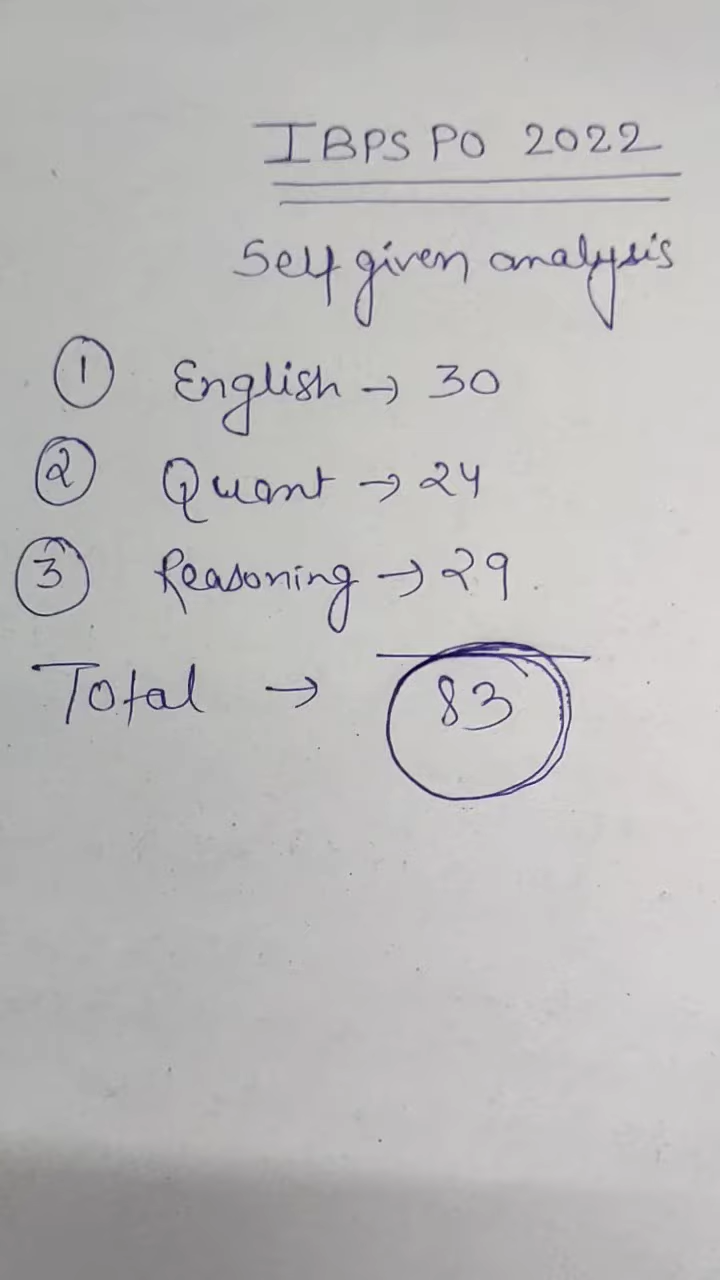 IBPS PO 2022
Self given analysis
① English → 30
② Quant → 24
③ Reasoning → 29
Total → 83